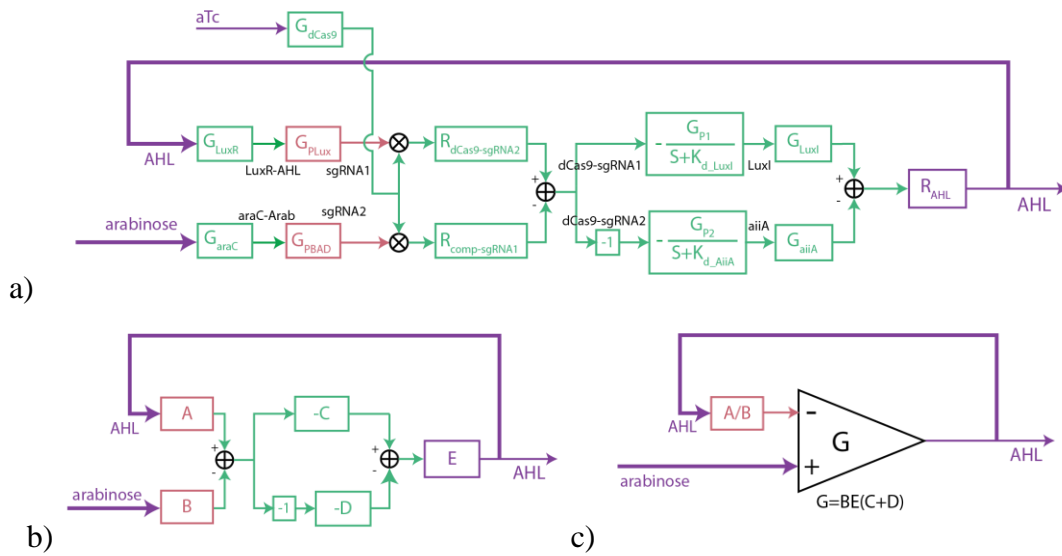 aTc
G_dCas9
AHL
G_LuxR
LuxR-AHL
G_PLux
sgRNA1
R_dCas9-sgRNA2
+
-
dCas9-sgRNA1
- G_P1 / S+K_d_LuxI
LuxI
G_LuxI
+
-
R_AHL
AHL
arabinose
G_araC
araC-Arab
G_PBAD
sgRNA2
R_comp-sgRNA1
dCas9-sgRNA2
-1
- G_P2 / S+K_d_AiiA
aiiA
G_aiiA
a)
AHL
A
+
-
-C
+
-
E
AHL
arabinose
B
-1
-D
b)
AHL
A/B
-
G
+
arabinose
AHL
G=BE(C+D)
c)